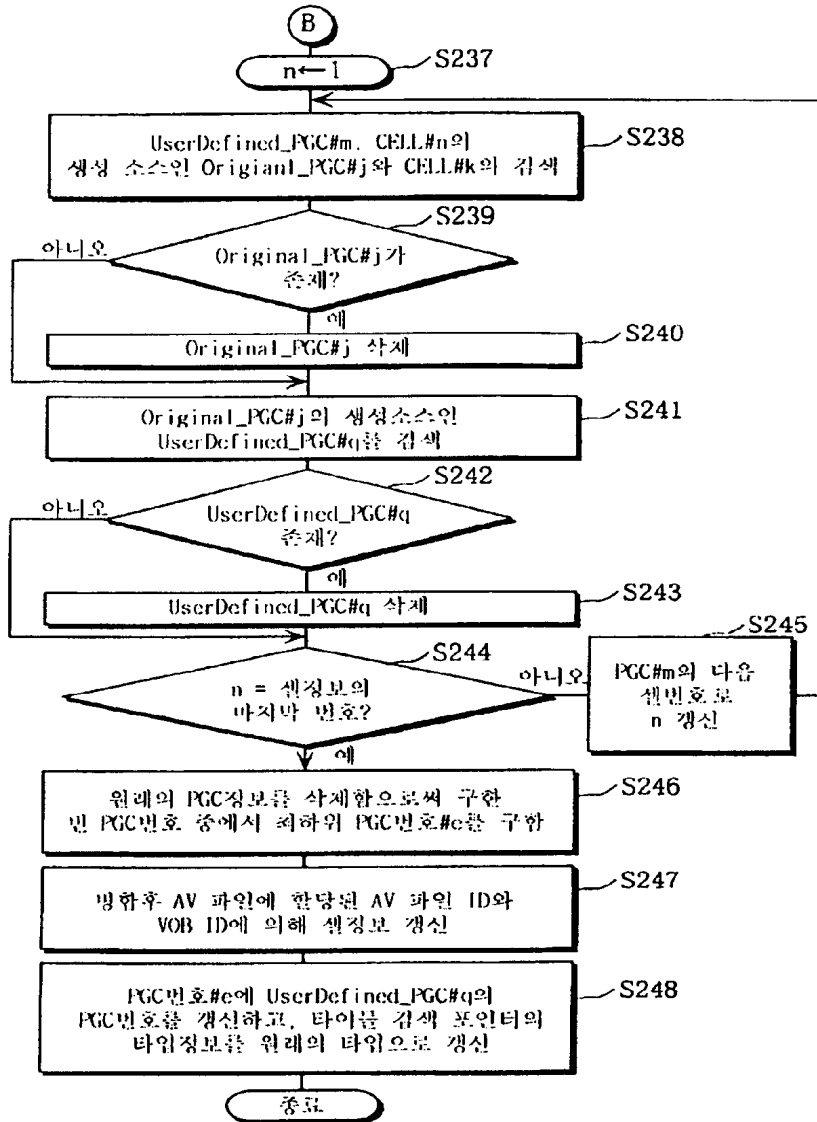 B
n←1
S237
UserDefined_PGC#m, CELL#n의
생성 소스인 Origianl_PGC#j와 CELL#k의 검색
S238
S239
아니오
Original_PGC#j가
존재?
예
Original_PGC#j 삭제
S240
Original_PGC#j의 생성소스인
UserDefined_PGC#q를 검색
S241
S242
아니오
UserDefined_PGC#q
존재?
예
UserDefined_PGC#q 삭제
S243
S244
n = 셀정보의
마지막 번호?
아니오
S245
PGC#m의 다음
셀번호로
n 갱신
예
원래의 PGC정보를 삭제함으로써 구한
빈 PGC번호 중에서 최하위 PGC번호#e를 구함
S246
병합후 AV 파일에 할당된 AV 파일 ID와
VOB ID에 의해 셀정보 갱신
S247
PGC번호#e에 UserDefined_PGC#q의
PGC번호를 갱신하고, 타이틀 검색 포인터의
타입정보를 원래의 타입으로 갱신
S248
종료